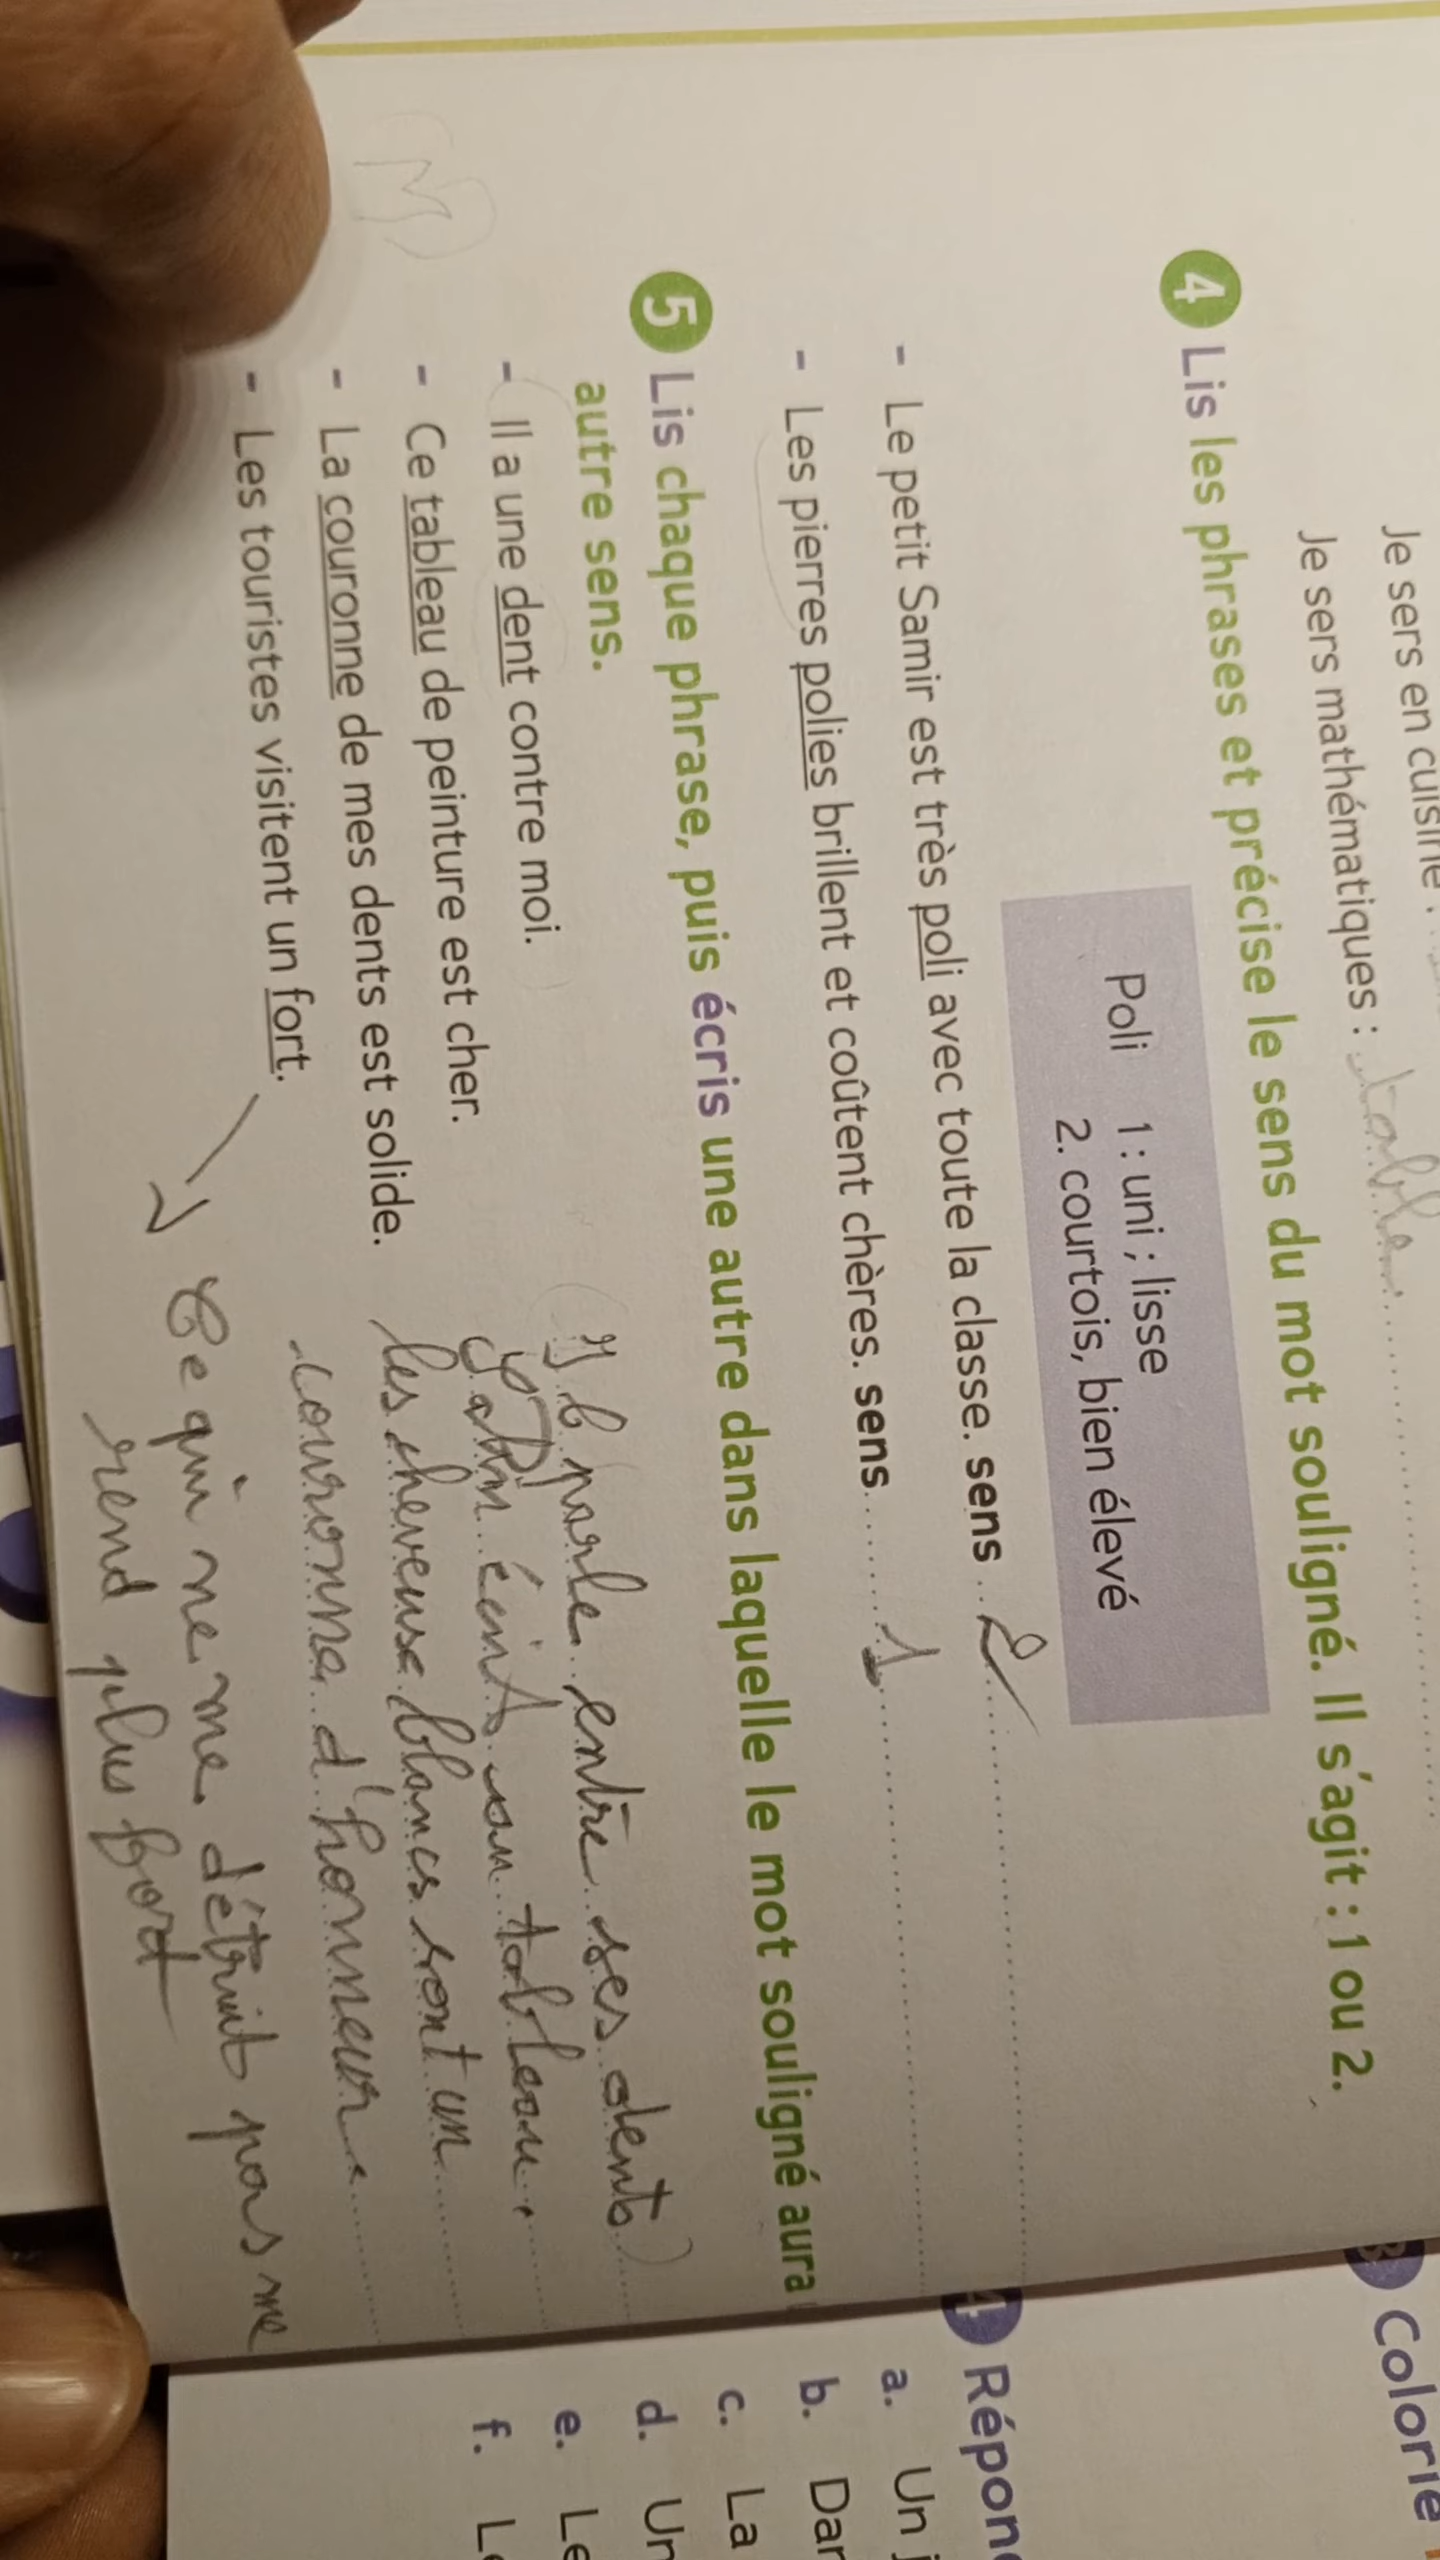 Je sers en cuisine :
Je sers mathématiques : table
4 Lis les phrases et précise le sens du mot souligné. Il s'agit : 1 ou 2.
Poli 1 : uni ; lisse
2. courtois, bien élevé
- Le petit Samir est très poli avec toute la classe. sens 2
- Les pierres polies brillent et coûtent chères. sens 1
5 Lis chaque phrase, puis écris une autre dans laquelle le mot souligné aura
autre sens.
- Il a une dent contre moi. Il parle entre ses dents
- Ce tableau de peinture est cher. écrit au tableau.
- La couronne de mes dents est solide. les cheveux blancs sont un
couronne d'honneur.
- Les touristes visitent un fort. → Ce qui ne me détruit pas me
rend plus fort
3 Colorie
4 Répon
a. Un j
b. Dar
c. La
d. Un
e. Le
f. Le